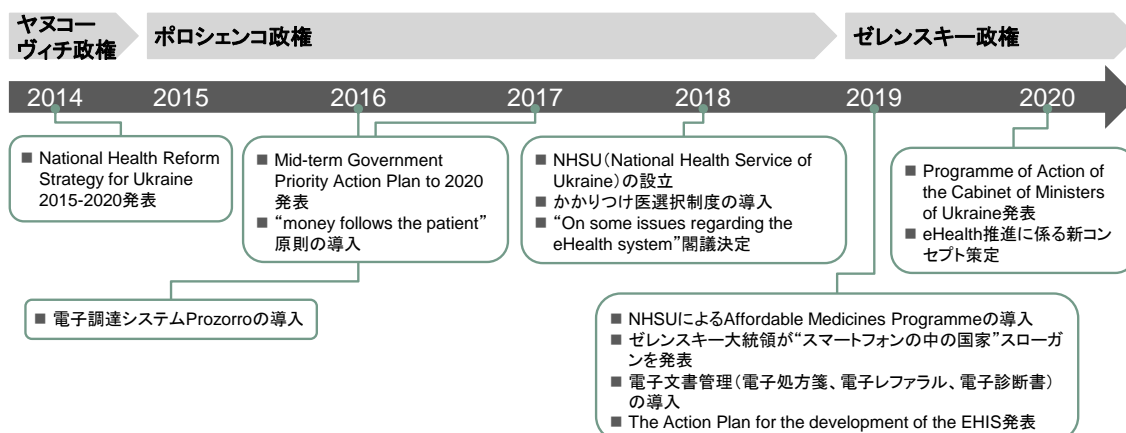 ヤヌコー
ヴィチ政権
ポロシェンコ政権
ゼレンスキー政権
2014
2015
2016
2017
2018
2019
2020
■ National Health Reform
Strategy for Ukraine
2015-2020発表
■ Mid-term Government
Priority Action Plan to 2020
発表
■ “money follows the patient”
原則の導入
■ NHSU(National Health Service of
Ukraine)の設立
■ かかりつけ医選択制度の導入
■ “On some issues regarding the
eHealth system”閣議決定
■ Programme of Action of
the Cabinet of Ministers
of Ukraine発表
■ eHealth推進に係る新コン
セプト策定
■ 電子調達システムProzorroの導入
■ NHSUによるAffordable Medicines Programmeの導入
■ ゼレンスキー大統領が“スマートフォンの中の国家”スローガ
ンを発表
■ 電子文書管理(電子処方箋、電子レファラル、電子診断書)
の導入
■ The Action Plan for the development of the EHIS発表